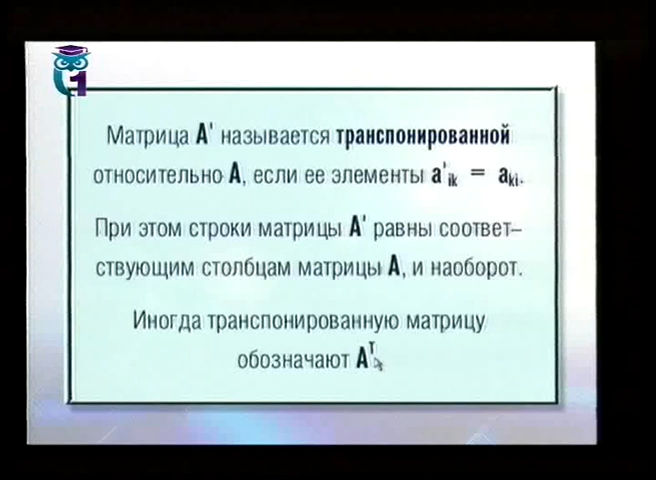 1
Матрица A' называется транспонированной
относительно A, если ее элементы a'ik = aki.
При этом строки матрицы A' равны соответ–
ствующим столбцам матрицы A, и наоборот.
Иногда транспонированную матрицу
обозначают Aᵀ